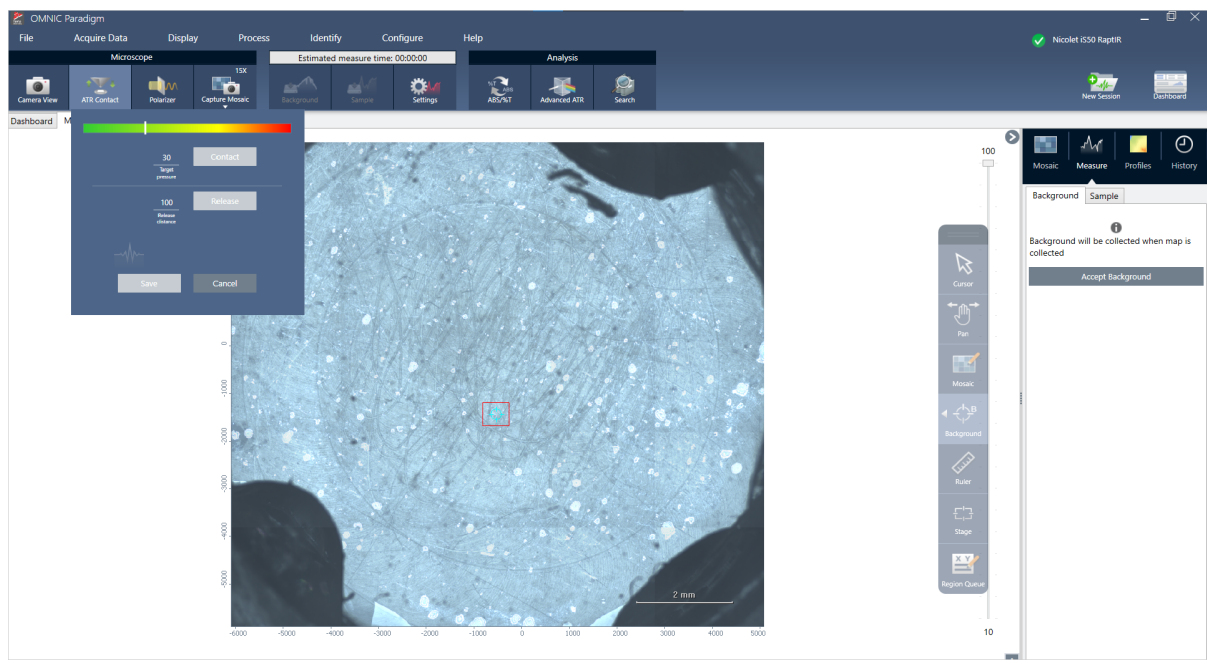 OMNIC Paradigm
File Acquire Data Display Process Identify Configure Help
Nicolet iS50 RaptIR
Microscope
Estimated measure time: 00:00:00
Analysis
15X
%T
ABS
Camera View
ATR Contact
Polarizer
Capture Mosaic
Background
Sample
Settings
ABS/%T
Advanced ATR
Search
New Session
Dashboard
Dashboard M
30
Target
pressure
Contact
100
Release
distance
Release
Save
Cancel
0
-1000
-2000
-3000
-4000
-5000
-6000 -5000 -4000 -3000 -2000 -1000 0 1000 2000 3000 4000 5000
2 mm
100
10
Cursor
Pan
Mosaic
B
Background
Ruler
Stage
X Y
Region Queue
Mosaic Measure Profiles History
Background Sample
Background will be collected when map is
collected
Accept Background